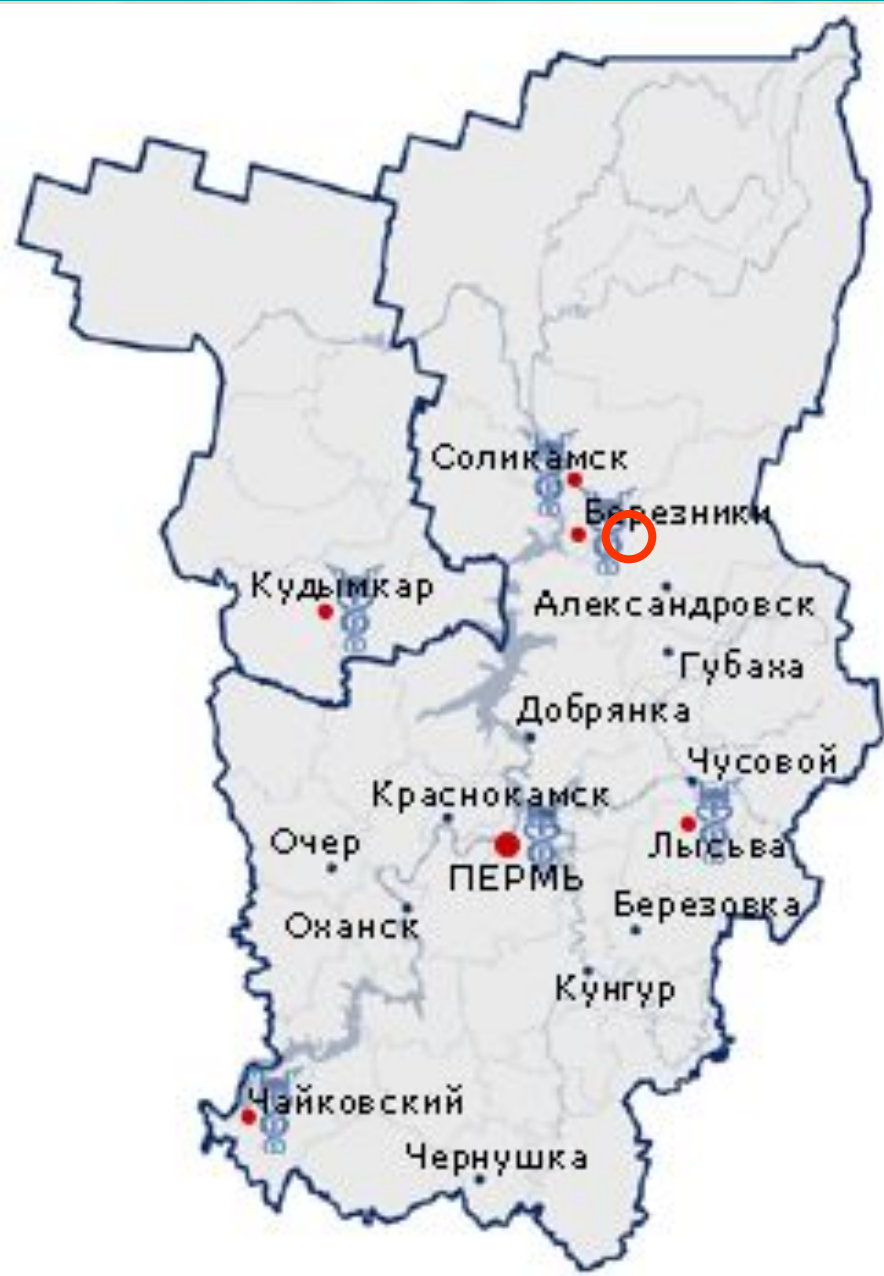 Соликамск
Березники
Кудымкар
Александровск
Губаха
Добрянка
Чусовой
Краснокамск
Очер
Лысьва
ПЕРМЬ
Березовка
Оханск
Кунгур
Чайковский
Чернушка